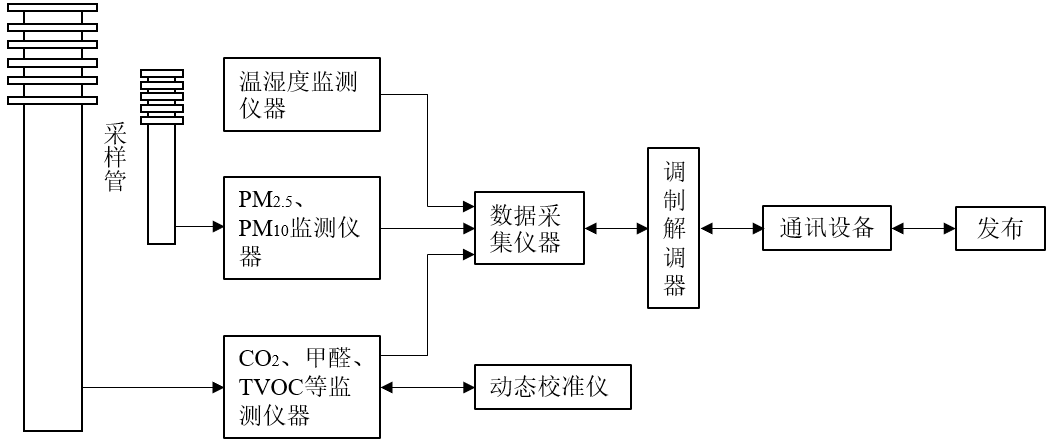 采样管
温湿度监测
仪器
PM2.5、
PM10监测仪
器
CO2、甲醛、
TVOC等监
测仪器
数据采
集仪器
动态校准仪
调制解调器
通讯设备
发布